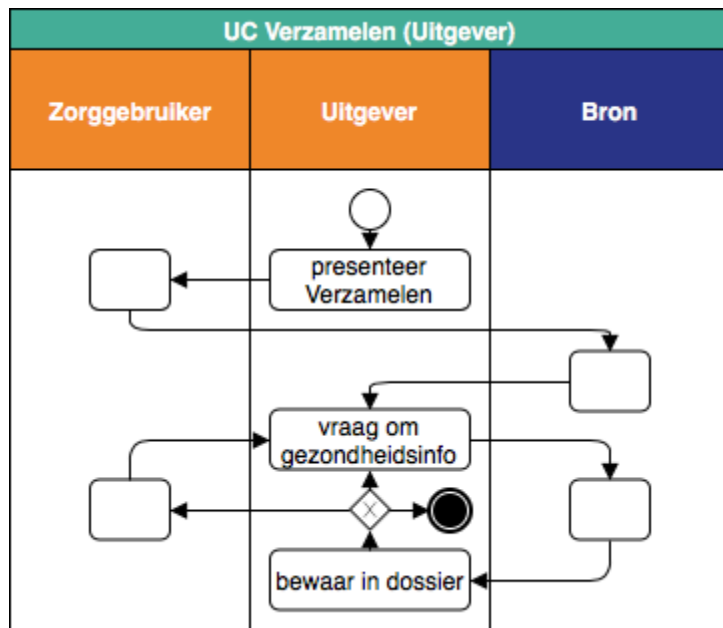 UC Verzamelen (Uitgever)
Zorggebruiker
Uitgever
Bron
presenteer
Verzamelen
vraag om
gezondheidsinfo
X
bewaar in dossier